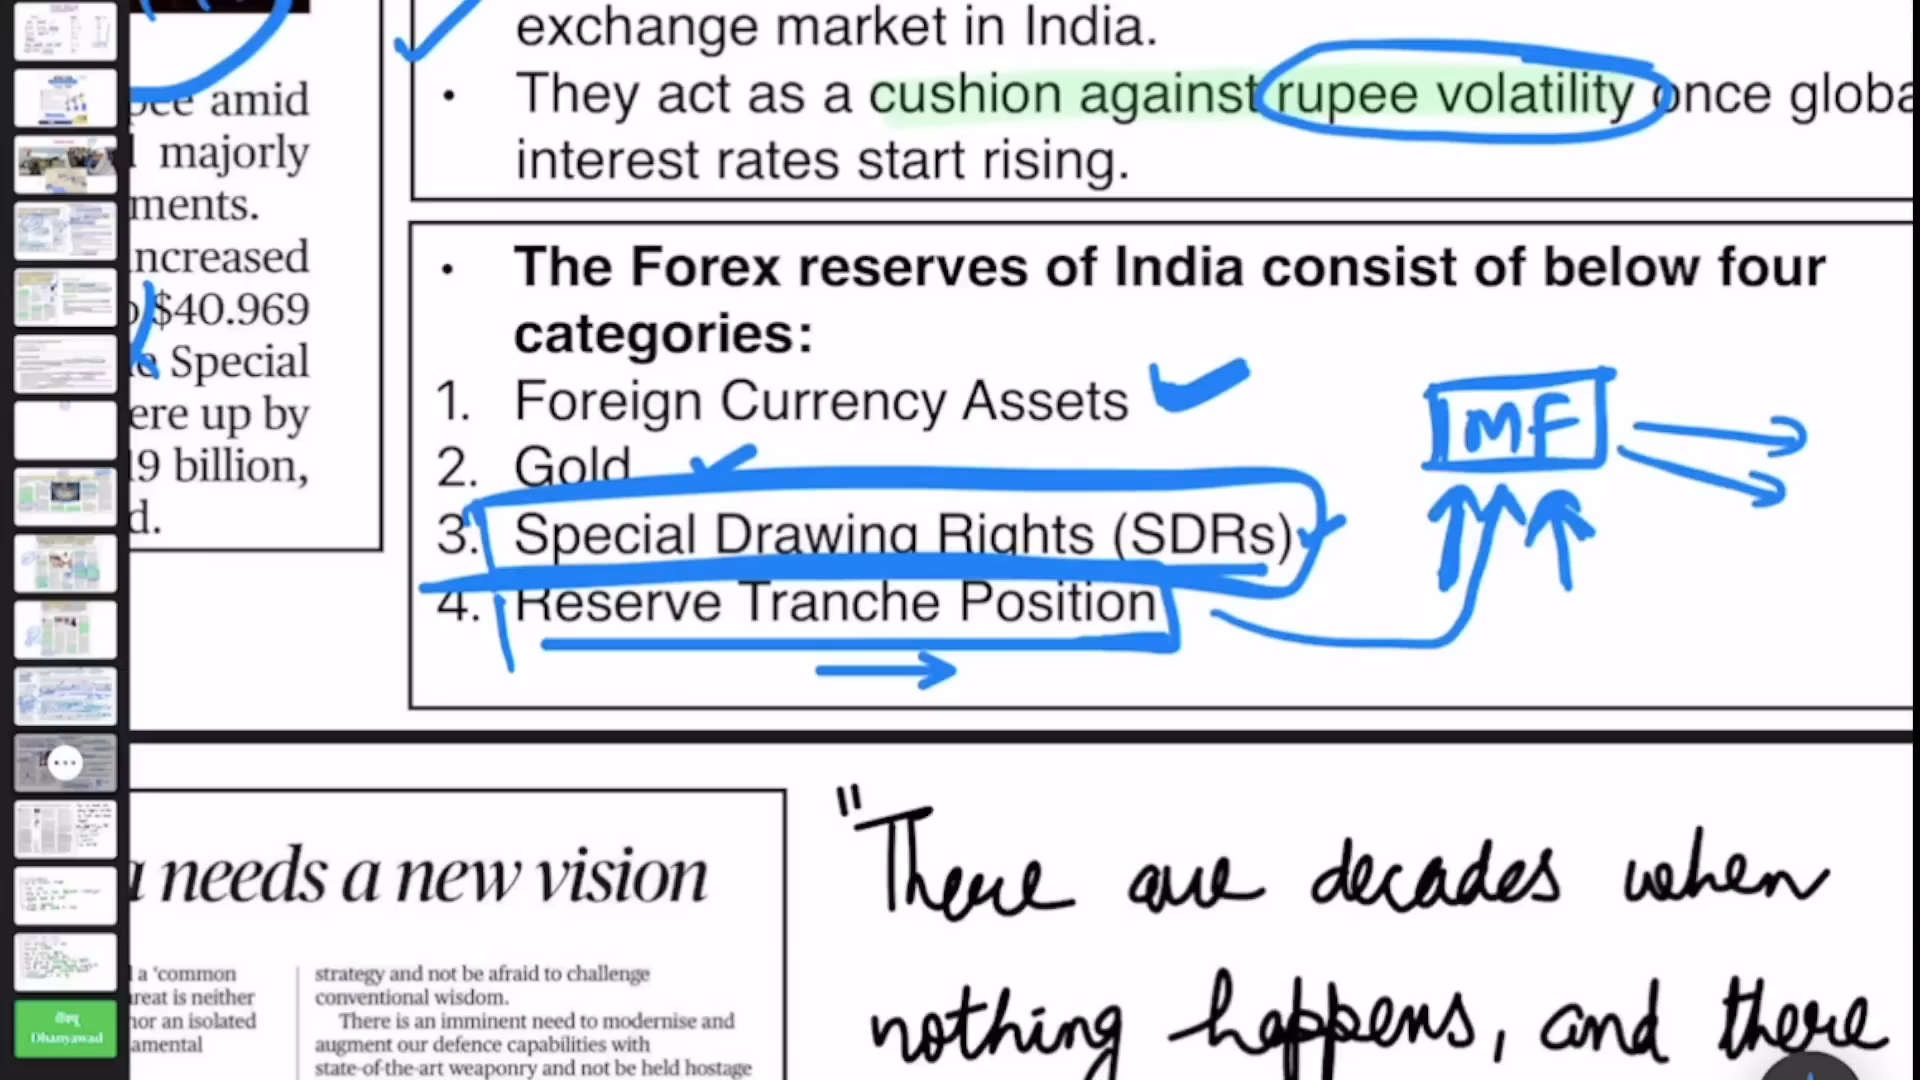 exchange market in India.
• They act as a cushion against rupee volatility once globa
interest rates start rising.
• The Forex reserves of India consist of below four
categories:
1. Foreign Currency Assets
2. Gold
3. Special Drawing Rights (SDRs)
4. Reserve Tranche Position
IMF
pee amid
majorly
ments.
increased
$40.969
Special
ere up by
19 billion,
d.
needs a new vision
a 'common
reat is neither
nor an isolated
amental
strategy and not be afraid to challenge
conventional wisdom.
There is an imminent need to modernise and
augment our defence capabilities with
state-of-the-art weaponry and not be held hostage
"There are decades when
nothing happens, and there
Dhanyawad